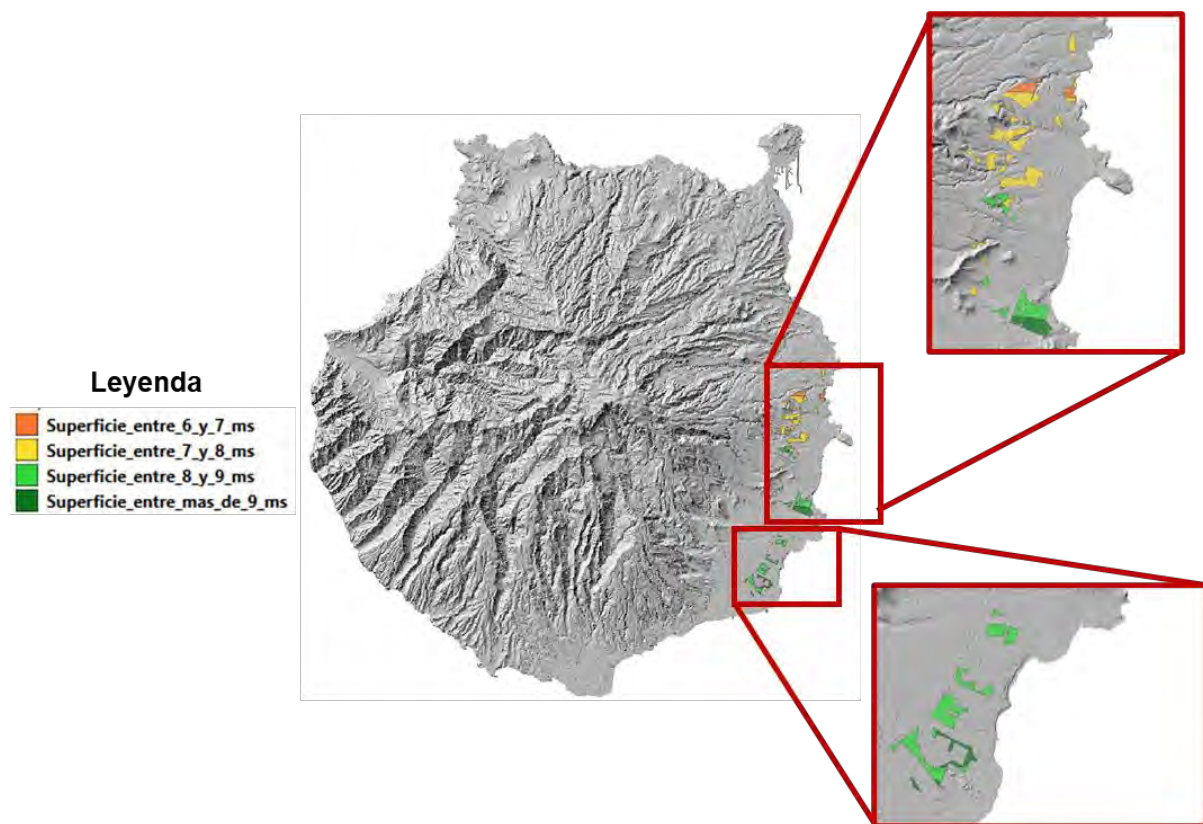 Leyenda
Superficie_entre_6_y_7_ms
Superficie_entre_7_y_8_ms
Superficie_entre_8_y_9_ms
Superficie_entre_mas_de_9_ms